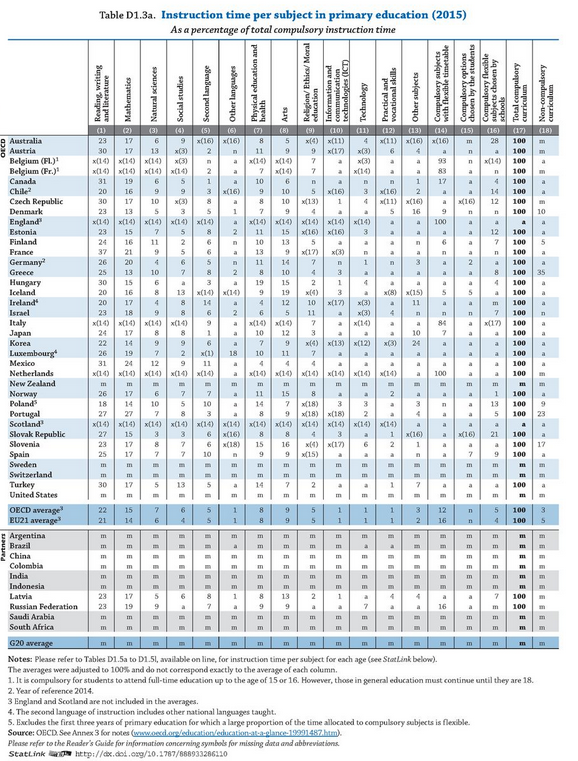 Table D1.3a. Instruction time per subject in primary education (2015)
As a percentage of total compulsory instruction time
Reading, writing and literature
Mathematics
Natural sciences
Social studies
Second language
Other languages
Physical education and health
Arts
Religion/ Ethics/ Moral education
Information and communication technologies (ICT)
Technology
Practical and vocational skills
Other subjects
Compulsory subjects with flexible timetable
Compulsory options chosen by the students
Compulsory flexible subjects chosen by schools
Total compulsory curriculum
Non-compulsory curriculum
(1) (2) (3) (4) (5) (6) (7) (8) (9) (10) (11) (12) (13) (14) (15) (16) (17) (18)
OECD
Australia 23 17 6 9 x(16) x(16) 8 5 x(4) x(11) 4 x(11) x(16) x(16) m 28 100 m
Austria 30 17 13 x(3) 2 n 11 9 9 x(17) x(3) 6 4 a n a 100 m
Belgium (Fl.)¹ x(14) x(14) x(14) x(3) n a x(14) x(14) 7 a x(3) a a 93 n x(14) 100 a
Belgium (Fr.)¹ x(14) x(14) x(14) x(14) 2 a 7 x(14) 7 a x(14) a a 83 a n 100 m
Canada 31 19 6 5 1 a 10 6 n a n n 1 17 a 4 100 a
Chile² 20 16 9 9 3 x(16) 9 10 5 x(16) 3 x(16) 2 a a 14 100 a
Czech Republic 30 17 10 x(3) 8 a 8 10 x(13) 1 4 x(11) x(16) a x(16) 12 100 m
Denmark 23 13 5 3 5 1 7 9 4 a a 5 16 9 n n 100 10
England³ x(14) x(14) x(14) x(14) x(14) a x(14) x(14) x(14) x(14) x(14) a a 100 a a a a
Estonia 23 15 7 5 8 2 11 15 x(16) x(16) 3 a a a a 12 100 a
Finland 24 16 11 2 6 n 10 13 5 a a a n 6 a 7 100 5
France 37 21 9 5 6 a 13 9 x(17) x(3) n a n a a n 100 a
Germany² 26 20 4 6 5 n 11 14 7 n 1 n 3 a 2 a 100 a
Greece 25 13 10 7 8 2 8 10 3 4 a a a a a 8 100 35
Hungary 30 15 6 a 3 a 19 15 2 1 4 a a a a 4 100 m
Iceland 20 16 8 13 x(14) x(14) 9 19 x(4) 3 a x(8) x(15) 5 a a 100 a
Ireland⁴ 20 17 4 8 14 a 4 12 10 x(17) x(3) a 11 a a m 100 a
Israel 23 18 9 8 6 2 6 5 11 a x(3) 4 n n n 7 100 n
Italy x(14) x(14) x(14) x(14) 9 a x(14) x(14) 7 a x(14) a a 84 a x(17) 100 a
Japan 24 17 8 8 1 a 10 12 3 a a a 10 7 a a 100 m
Korea 22 14 9 9 6 a 7 9 x(4) x(13) x(12) x(3) 24 a a a 100 a
Luxembourg⁴ 26 19 7 2 x(1) 18 10 11 7 a a a a a a a 100 a
Mexico 31 24 12 9 11 a 4 4 4 a a a a a a a 100 a
Netherlands x(14) x(14) x(14) x(14) x(14) a x(14) x(14) x(14) x(14) x(14) x(14) a 100 a a 100 m
New Zealand m m m m m m m m m m m m m m m m m m
Norway 26 17 6 7 7 a 11 15 8 a a 2 a a a 1 100 a
Poland⁵ 18 14 10 5 10 a 14 7 x(18) 3 3 a 3 n a 13 100 9
Portugal 27 27 7 8 3 a 8 9 x(18) x(18) 2 a 4 a a 5 100 23
Scotland³ x(14) x(14) x(14) x(14) x(14) x(14) x(14) x(14) x(14) x(14) x(14) x(14) a a a a a a
Slovak Republic 27 15 3 3 6 x(16) 8 8 4 3 a 1 x(16) a x(15) 21 100 a
Slovenia 23 17 8 7 6 x(18) 15 16 x(4) x(17) 6 2 1 a a a 100 17
Spain 25 17 7 7 10 n 9 9 x(15) a a n a n 7 9 100 a
Sweden m m m m m m m m m m m m m m m m m m
Switzerland m m m m m m m m m m m m m m m m m m
Turkey 30 17 5 13 5 a 14 7 2 a a 1 7 a a a 100 a
United States m m m m m m m m m m m m m m m m m m
OECD average³ 22 15 7 6 5 1 8 9 5 1 1 1 3 12 n 5 100 3
EU21 average³ 21 14 6 4 5 1 8 9 5 1 1 1 2 16 n 4 100 5
Partners
Argentina m m m m m m m m m m m m m m m m m m
Brazil m m m m m a m m m m a a m m m m m m
China m m m m m m m m m m m m m m m m m m
Colombia m m m m m m m m m m m m m m m m m m
India m m m m m m m m m m m m m m m m m m
Indonesia m m m m m m m m m m m m m m m m m m
Latvia 23 17 5 6 8 1 8 13 2 1 a 4 4 a a 7 100 m
Russian Federation 23 19 9 a 7 a 9 9 a a 7 a a 16 a m 100 m
Saudi Arabia m m m m m m m m m m m m m m m m m m
South Africa m m m m m m m m m m m m m m m m m m
G20 average m m m m m m m m m m m m m m m m m m
Notes: Please refer to Tables D1.5a to D1.5l, available on line, for instruction time per subject for each age (see StatLink below).
The averages were adjusted to 100% and do not correspond exactly to the average of each column.
1. It is compulsory for students to attend full-time education up to the age of 15 or 16. However, those in general education must continue until they are 18.
2. Year of reference 2014.
3 England and Scotland are not included in the averages.
4. The second language of instruction includes other national languages taught.
5. Excludes the first three years of primary education for which a large proportion of the time allocated to compulsory subjects is flexible.
Source: OECD. See Annex 3 for notes (www.oecd.org/education/education-at-a-glance-19991487.htm).
Please refer to the Reader's Guide for information concerning symbols for missing data and abbreviations.
StatLink http://dx.doi.org/10.1787/888933286110